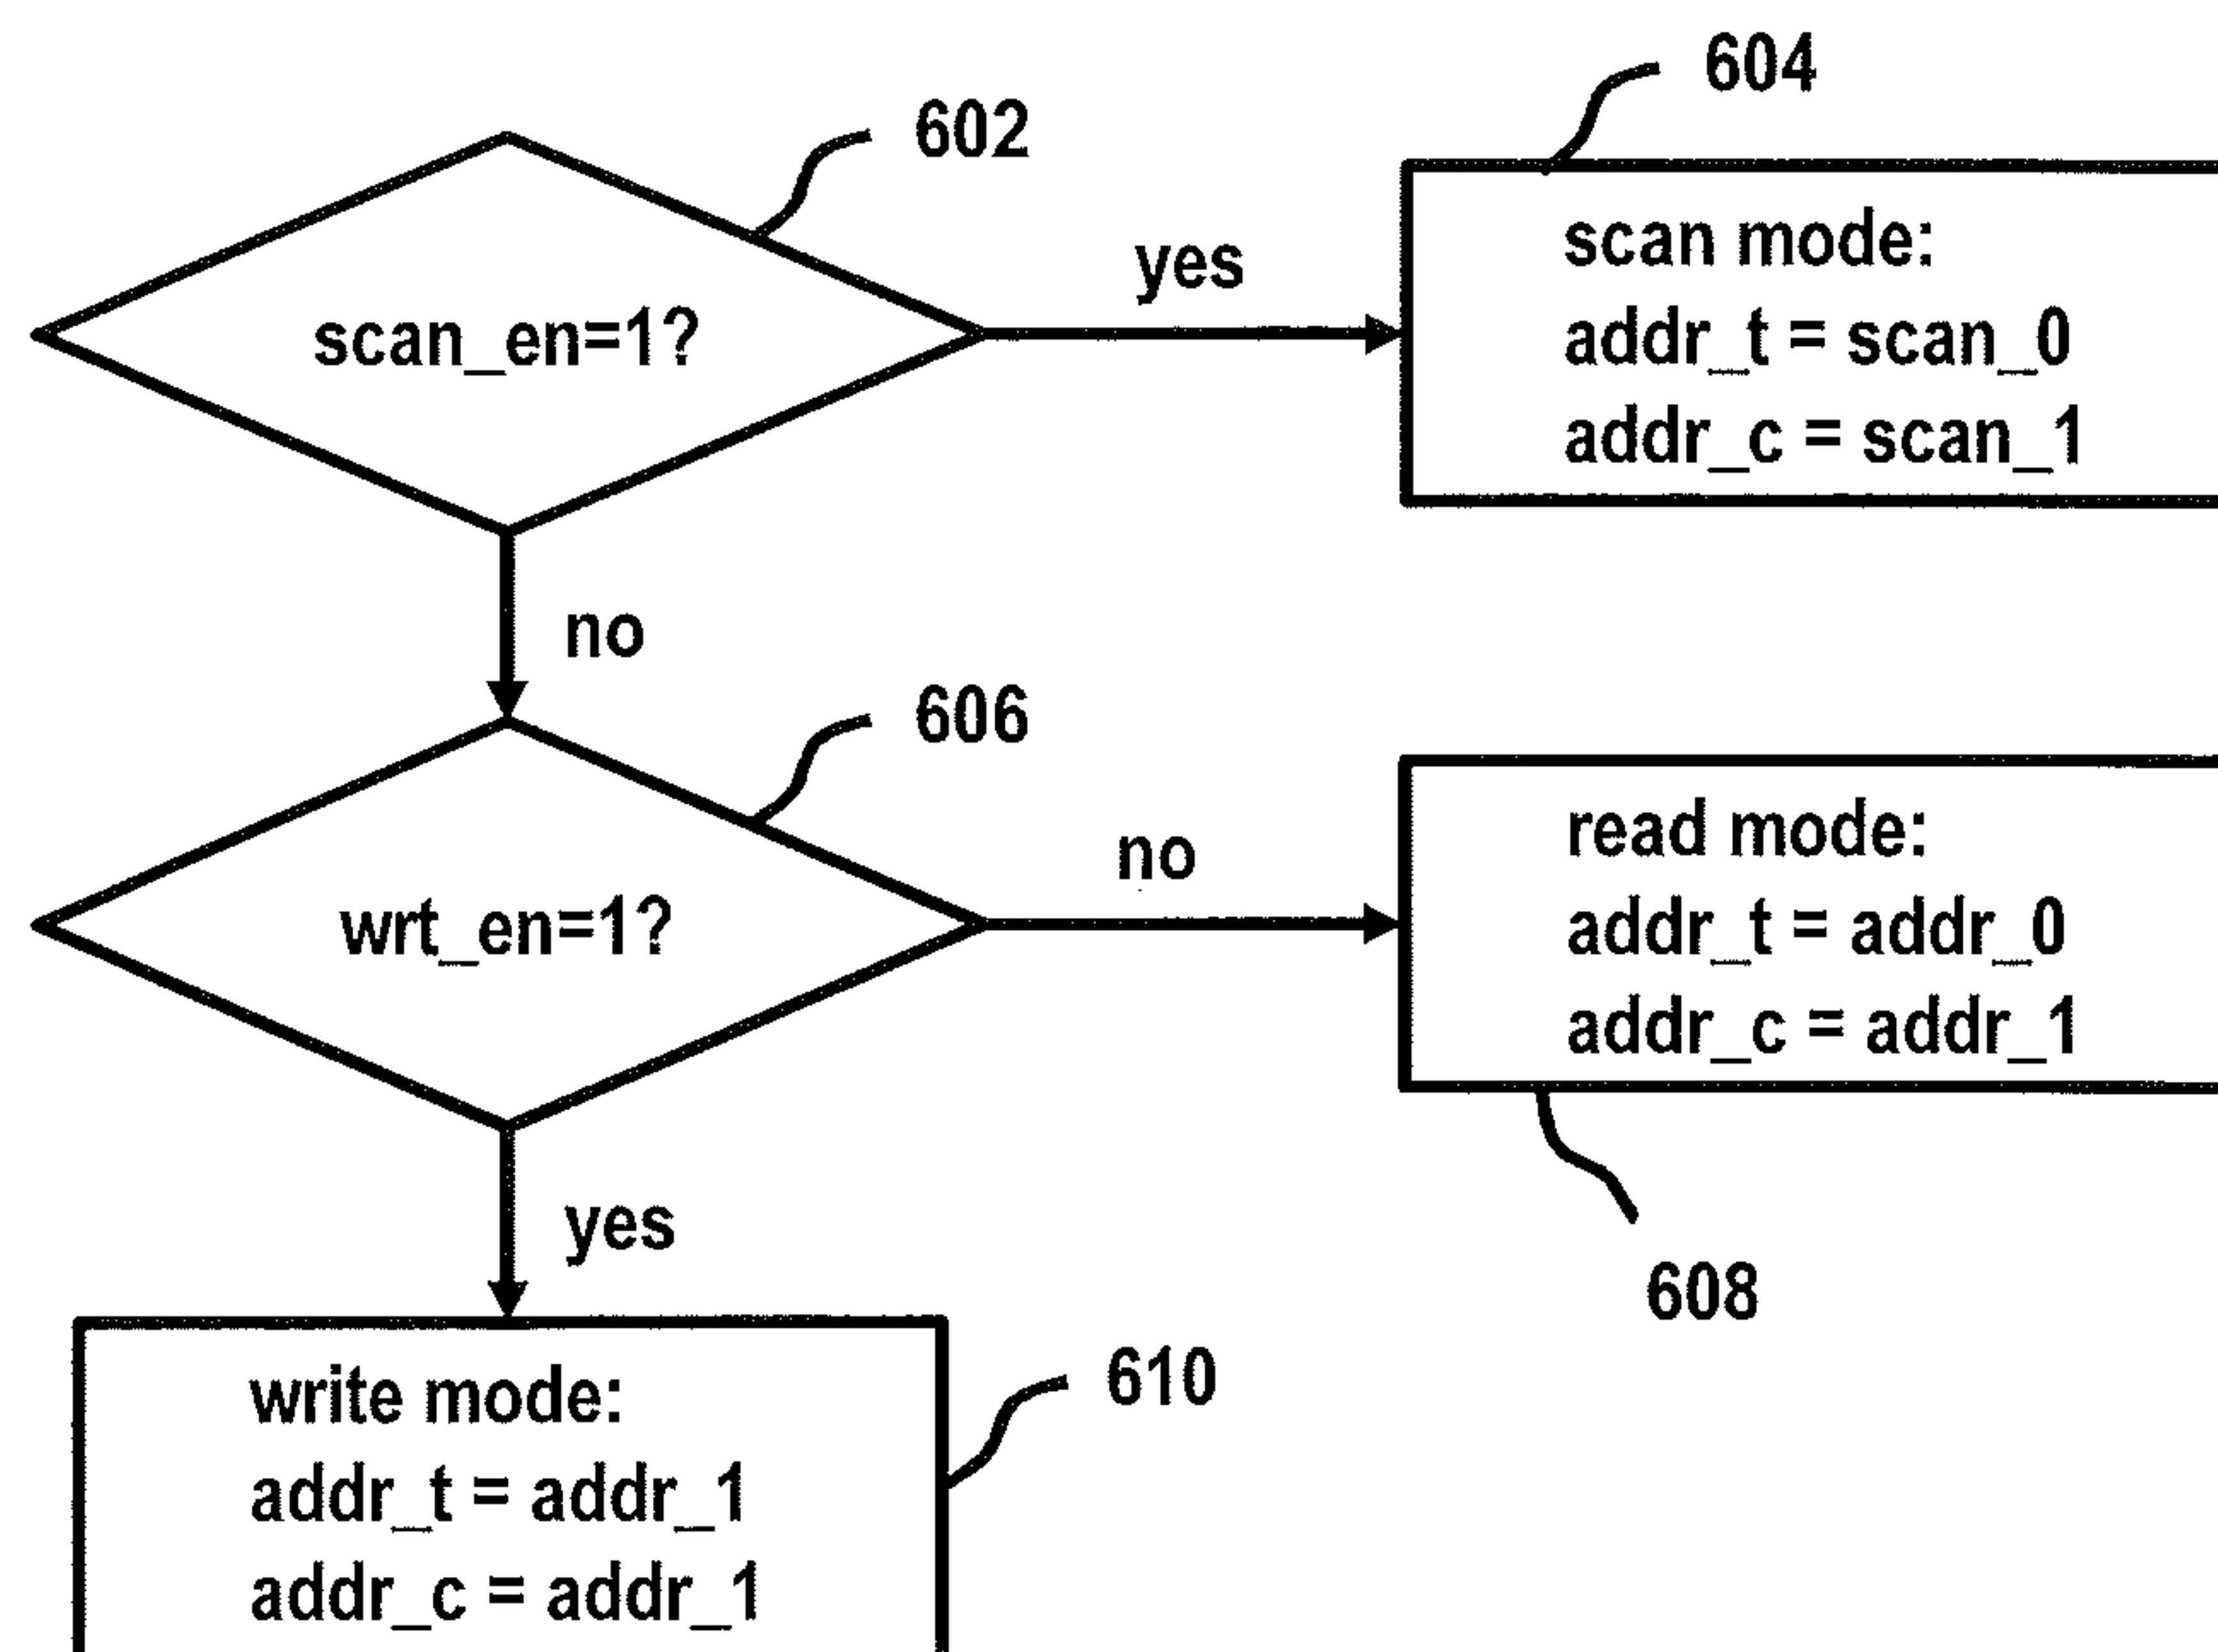 604
602
scan_en=1?
yes
scan mode:
addr_t = scan_0
addr_c = scan_1
no
606
wrt_en=1?
no
read mode:
addr_t = addr_0
addr_c = addr_1
608
yes
610
write mode:
addr_t = addr_1
addr_c = addr_1